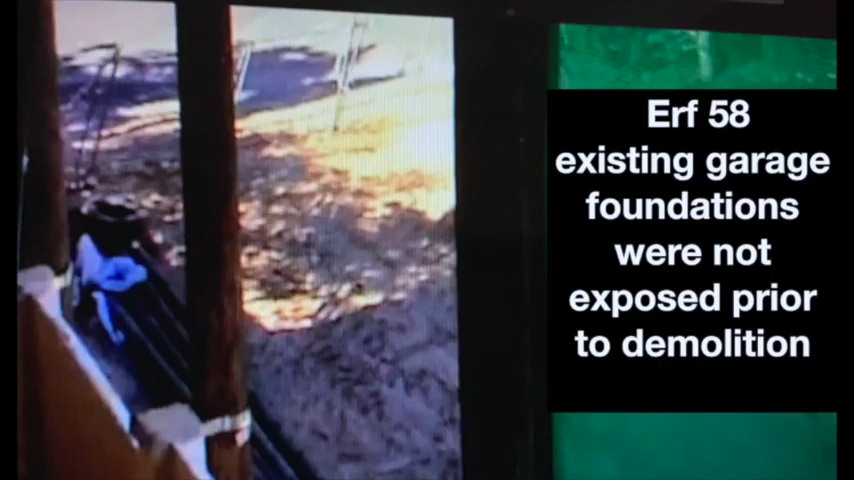 Erf 58
existing garage
foundations
were not
exposed prior
to demolition